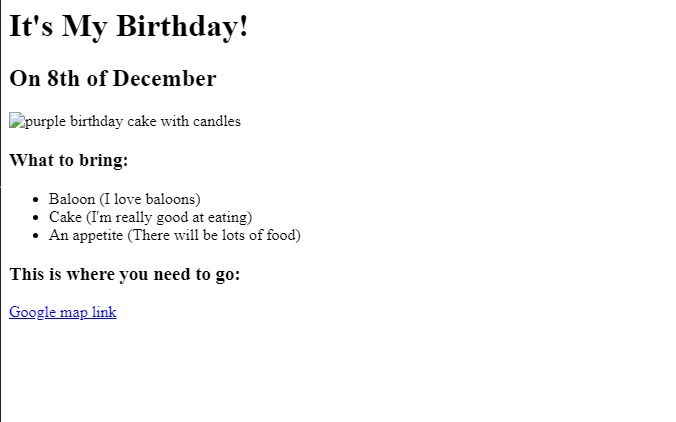 It's My Birthday!
On 8th of December
purple birthday cake with candles
What to bring:
Baloon (I love baloons)
Cake (I'm really good at eating)
An appetite (There will be lots of food)
This is where you need to go:
Google map link